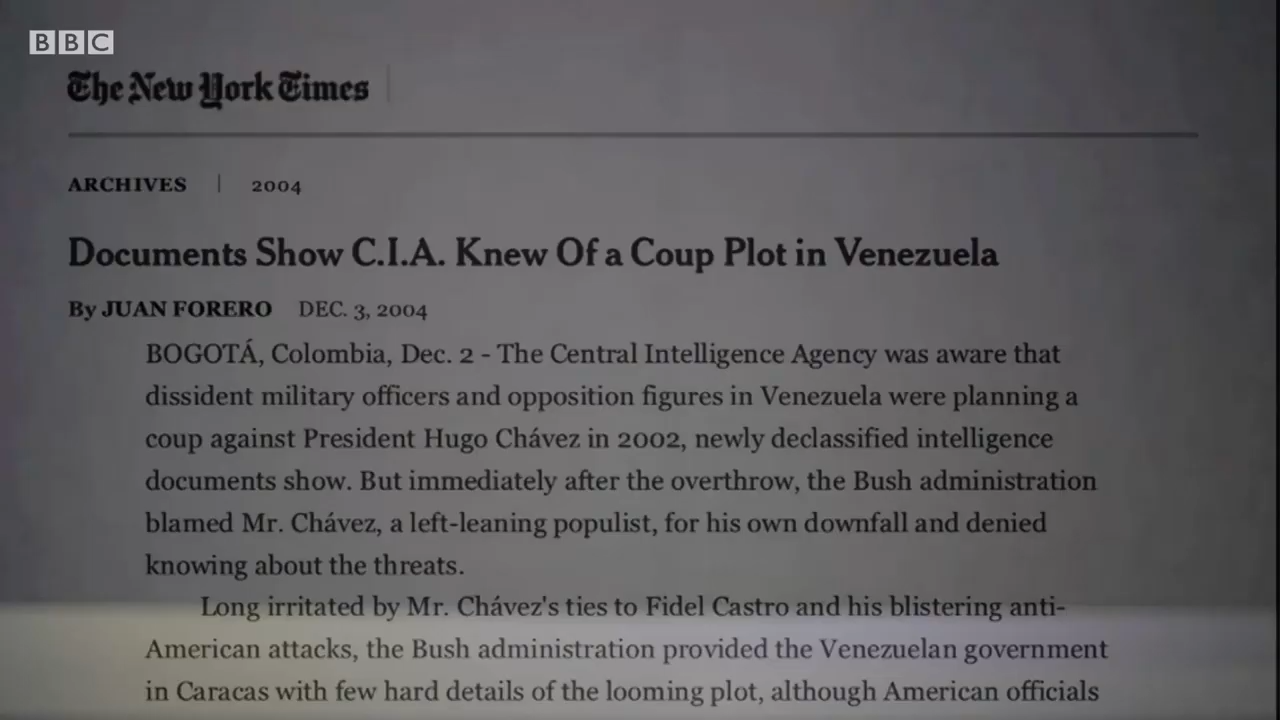 BBC
The New York Times
ARCHIVES | 2004
Documents Show C.I.A. Knew Of a Coup Plot in Venezuela
By JUAN FORERO DEC. 3, 2004
BOGOTÁ, Colombia, Dec. 2 - The Central Intelligence Agency was aware that
dissident military officers and opposition figures in Venezuela were planning a
coup against President Hugo Chávez in 2002, newly declassified intelligence
documents show. But immediately after the overthrow, the Bush administration
blamed Mr. Chávez, a left-leaning populist, for his own downfall and denied
knowing about the threats.
Long irritated by Mr. Chávez's ties to Fidel Castro and his blistering anti-
American attacks, the Bush administration provided the Venezuelan government
in Caracas with few hard details of the looming plot, although American officials